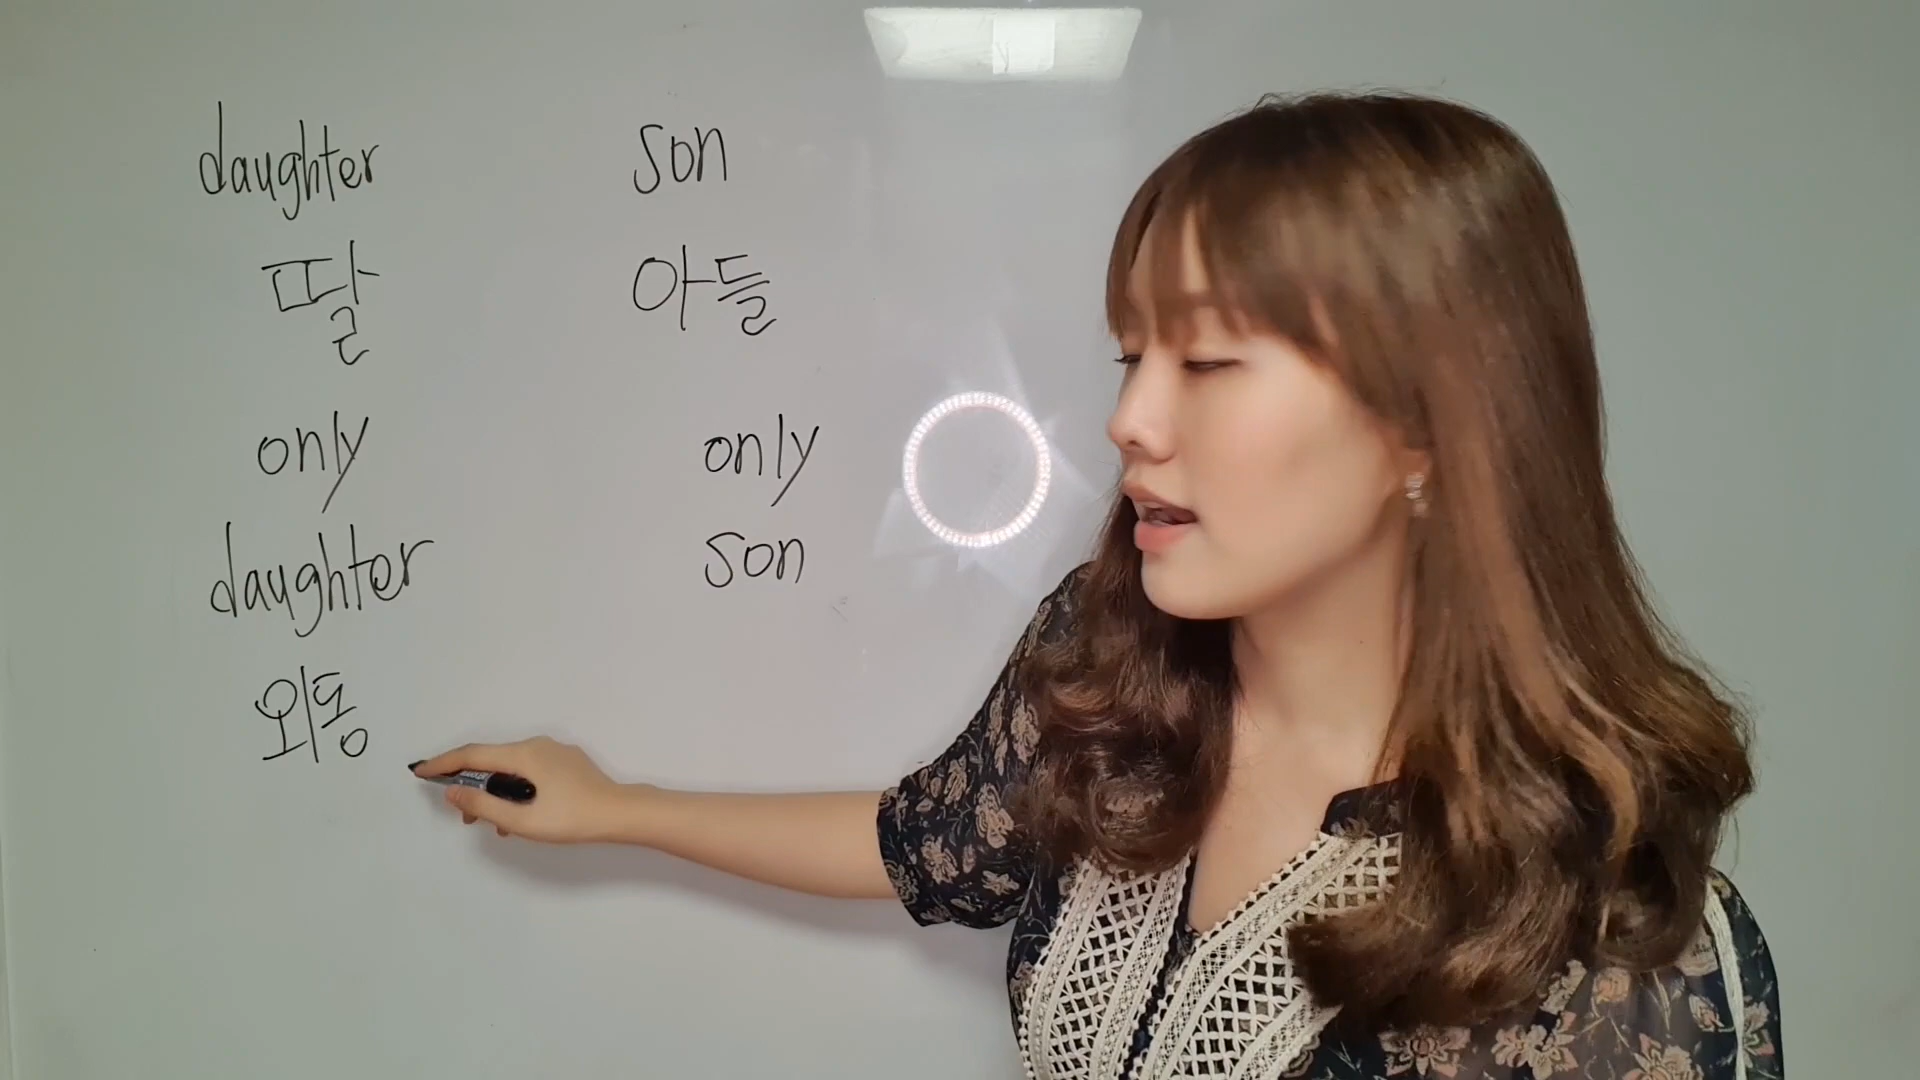 daughter son
딸 아들
only only
daughter son
외동